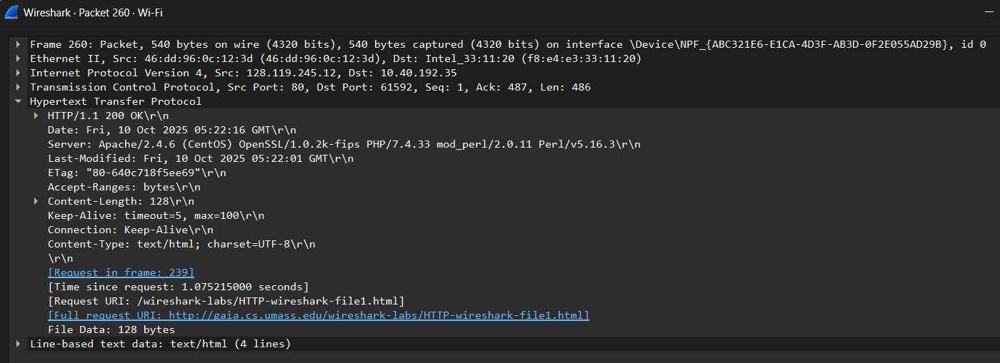 Wireshark · Packet 260 · Wi-Fi
Frame 260: Packet, 540 bytes on wire (4320 bits), 540 bytes captured (4320 bits) on interface \Device\NPF_{ABC321E6-E1CA-4D3F-AB3D-0F2E055AD29B}, id 0
Ethernet II, Src: 46:dd:96:0c:12:3d (46:dd:96:0c:12:3d), Dst: Intel_33:11:20 (f8:e4:e3:33:11:20)
Internet Protocol Version 4, Src: 128.119.245.12, Dst: 10.40.192.35
Transmission Control Protocol, Src Port: 80, Dst Port: 61592, Seq: 1, Ack: 487, Len: 486
Hypertext Transfer Protocol
HTTP/1.1 200 OK\r\n
Date: Fri, 10 Oct 2025 05:22:16 GMT\r\n
Server: Apache/2.4.6 (CentOS) OpenSSL/1.0.2k-fips PHP/7.4.33 mod_perl/2.0.11 Perl/v5.16.3\r\n
Last-Modified: Fri, 10 Oct 2025 05:22:01 GMT\r\n
ETag: "80-640c718f5ee69"\r\n
Accept-Ranges: bytes\r\n
Content-Length: 128\r\n
Keep-Alive: timeout=5, max=100\r\n
Connection: Keep-Alive\r\n
Content-Type: text/html; charset=UTF-8\r\n
\r\n
[Request in frame: 239]
[Time since request: 1.075215000 seconds]
[Request URI: /wireshark-labs/HTTP-wireshark-file1.html]
[Full request URI: http://gaia.cs.umass.edu/wireshark-labs/HTTP-wireshark-file1.html]
File Data: 128 bytes
Line-based text data: text/html (4 lines)